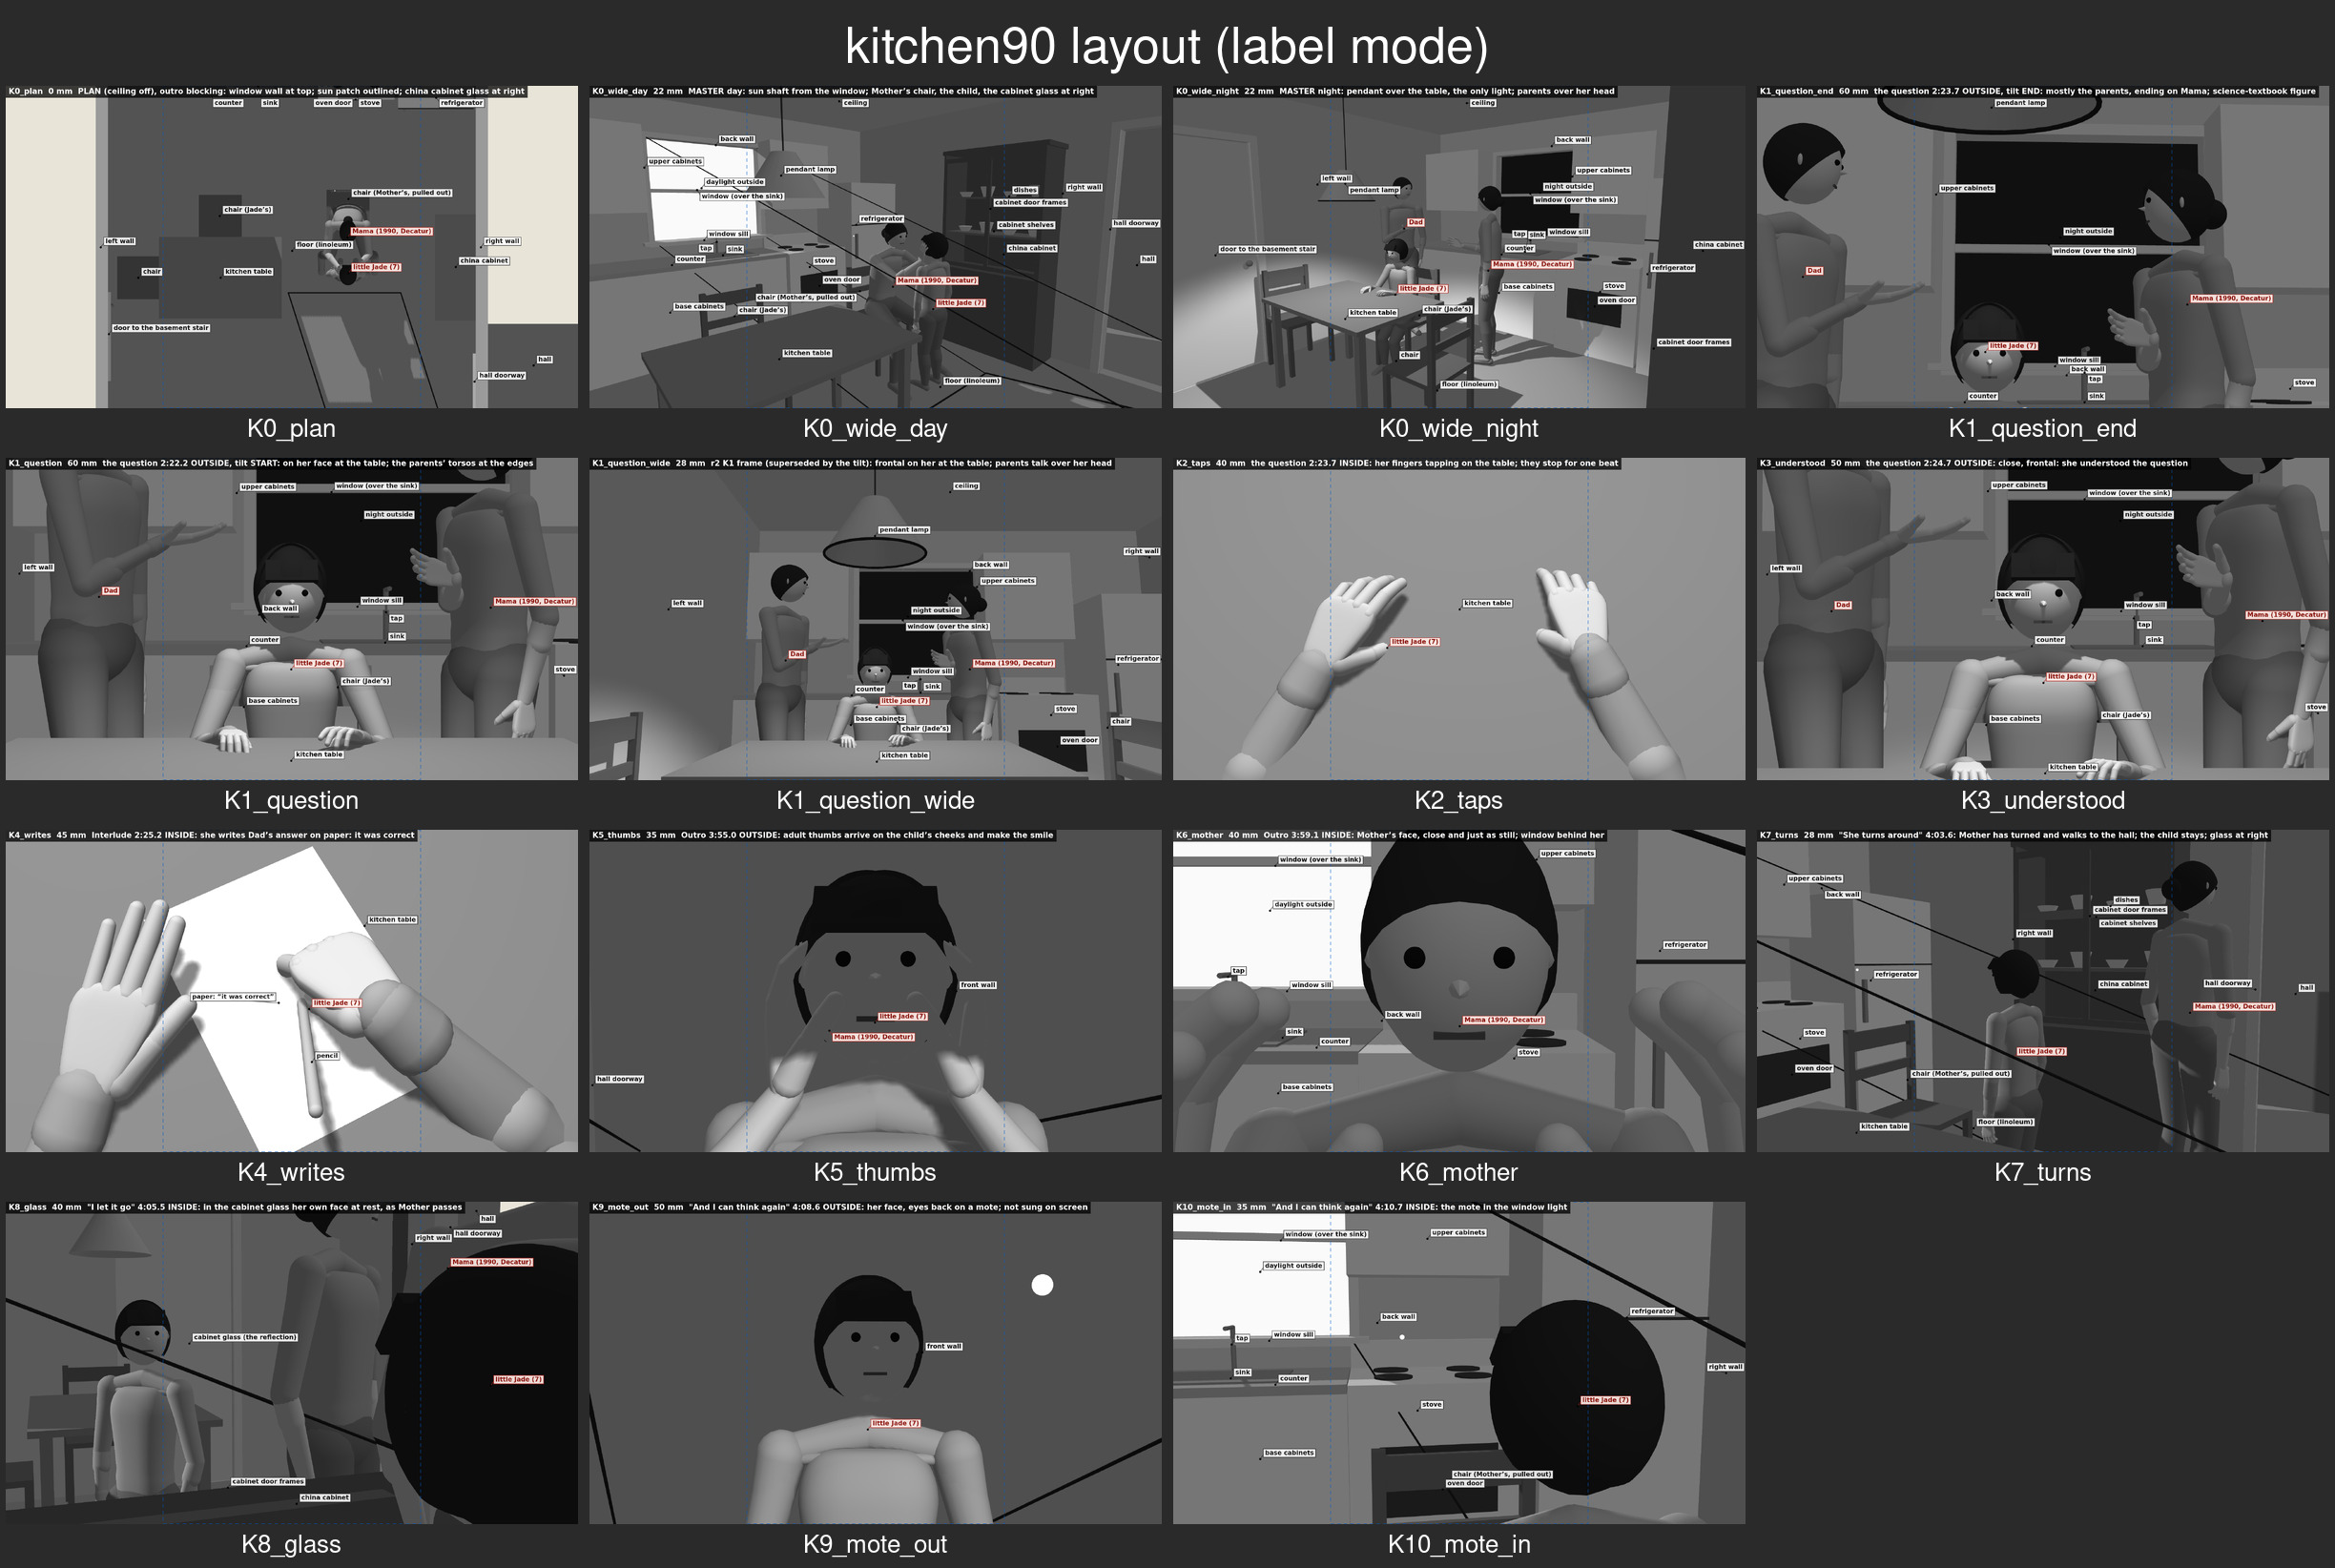 kitchen90 layout (label mode)
K0_plan 0 mm PLAN (ceiling off), outro blocking: window wall at top; sun patch outlined; china cabinet glass at right
counter
sink
oven door
stove
refrigerator
chair (Mother's, pulled out)
chair (Jade's)
Mama (1990, Decatur)
left wall
floor (linoleum)
right wall
china cabinet
little Jade (7)
chair
kitchen table
door to the basement stair
hall
hall doorway
K0_plan
K0_wide_day 22 mm MASTER day: sun shaft from the window; Mother's chair, the child, the cabinet glass at right
ceiling
back wall
upper cabinets
pendant lamp
daylight outside
window (over the sink)
dishes
right wall
cabinet door frames
refrigerator
cabinet shelves
hall doorway
window sill
tap
sink
china cabinet
counter
stove
hall
oven door
Mama (1990, Decatur)
chair (Mother's, pulled out)
little Jade (7)
base cabinets
chair (Jade's)
kitchen table
floor (linoleum)
K0_wide_day
K0_wide_night 22 mm MASTER night: pendant over the table, the only light; parents over her head
ceiling
back wall
upper cabinets
left wall
pendant lamp
night outside
window (over the sink)
Dad
tap
sink
window sill
door to the basement stair
counter
china cabinet
Mama (1990, Decatur)
refrigerator
little Jade (7)
base cabinets
stove
oven door
kitchen table
chair (Jade's)
cabinet door frames
chair
floor (linoleum)
K0_wide_night
K1_question_end 60 mm the question 2:23.7 OUTSIDE, tilt END: mostly the parents, ending on Mama; science-textbook figure
pendant lamp
upper cabinets
night outside
window (over the sink)
Dad
Mama (1990, Decatur)
little Jade (7)
window sill
back wall
tap
stove
counter
sink
K1_question_end
K1_question 60 mm the question 2:22.2 OUTSIDE, tilt START: on her face at the table; the parents' torsos at the edges
upper cabinets
window (over the sink)
night outside
left wall
Dad
window sill
Mama (1990, Decatur)
back wall
tap
counter
sink
little Jade (7)
stove
chair (Jade's)
base cabinets
kitchen table
K1_question
K1_question_wide 28 mm r2 K1 frame (superseded by the tilt): frontal on her at the table; parents talk over her head
ceiling
pendant lamp
right wall
back wall
upper cabinets
left wall
night outside
window (over the sink)
Dad
Mama (1990, Decatur)
refrigerator
window sill
counter
tap
sink
little Jade (7)
stove
base cabinets
chair
chair (Jade's)
oven door
kitchen table
K1_question_wide
K2_taps 40 mm the question 2:23.7 INSIDE: her fingers tapping on the table; they stop for one beat
kitchen table
little Jade (7)
K2_taps
K3_understood 50 mm the question 2:24.7 OUTSIDE: close, frontal: she understood the question
upper cabinets
window (over the sink)
night outside
left wall
back wall
Dad
window sill
Mama (1990, Decatur)
tap
counter
sink
little Jade (7)
stove
base cabinets
chair (Jade's)
kitchen table
K3_understood
K4_writes 45 mm Interlude 2:25.2 INSIDE: she writes Dad's answer on paper: it was correct
kitchen table
paper: "it was correct"
little Jade (7)
pencil
K4_writes
K5_thumbs 35 mm Outro 3:55.0 OUTSIDE: adult thumbs arrive on the child's cheeks and make the smile
front wall
little Jade (7)
Mama (1990, Decatur)
hall doorway
K5_thumbs
K6_mother 40 mm Outro 3:59.1 INSIDE: Mother's face, close and just as still; window behind her
window (over the sink)
upper cabinets
daylight outside
refrigerator
tap
window sill
back wall
Mama (1990, Decatur)
sink
counter
stove
base cabinets
K6_mother
K7_turns 28 mm "She turns around" 4:03.6: Mother has turned and walks to the hall; the child stays; glass at right
upper cabinets
back wall
dishes
cabinet door frames
cabinet shelves
right wall
refrigerator
china cabinet
hall doorway
hall
Mama (1990, Decatur)
stove
little Jade (7)
oven door
chair (Mother's, pulled out)
kitchen table
floor (linoleum)
K7_turns
K8_glass 40 mm "I let it go" 4:05.5 INSIDE: in the cabinet glass her own face at rest, as Mother passes
hall
hall doorway
right wall
Mama (1990, Decatur)
cabinet glass (the reflection)
little Jade (7)
cabinet door frames
china cabinet
K8_glass
K9_mote_out 50 mm "And I can think again" 4:08.6 OUTSIDE: her face, eyes back on a mote; not sung on screen
front wall
little Jade (7)
K9_mote_out
K10_mote_in 35 mm "And I can think again" 4:10.7 INSIDE: the mote in the window light
window (over the sink)
upper cabinets
daylight outside
back wall
refrigerator
tap
window sill
right wall
sink
counter
little Jade (7)
stove
base cabinets
chair (Mother's, pulled out)
oven door
K10_mote_in